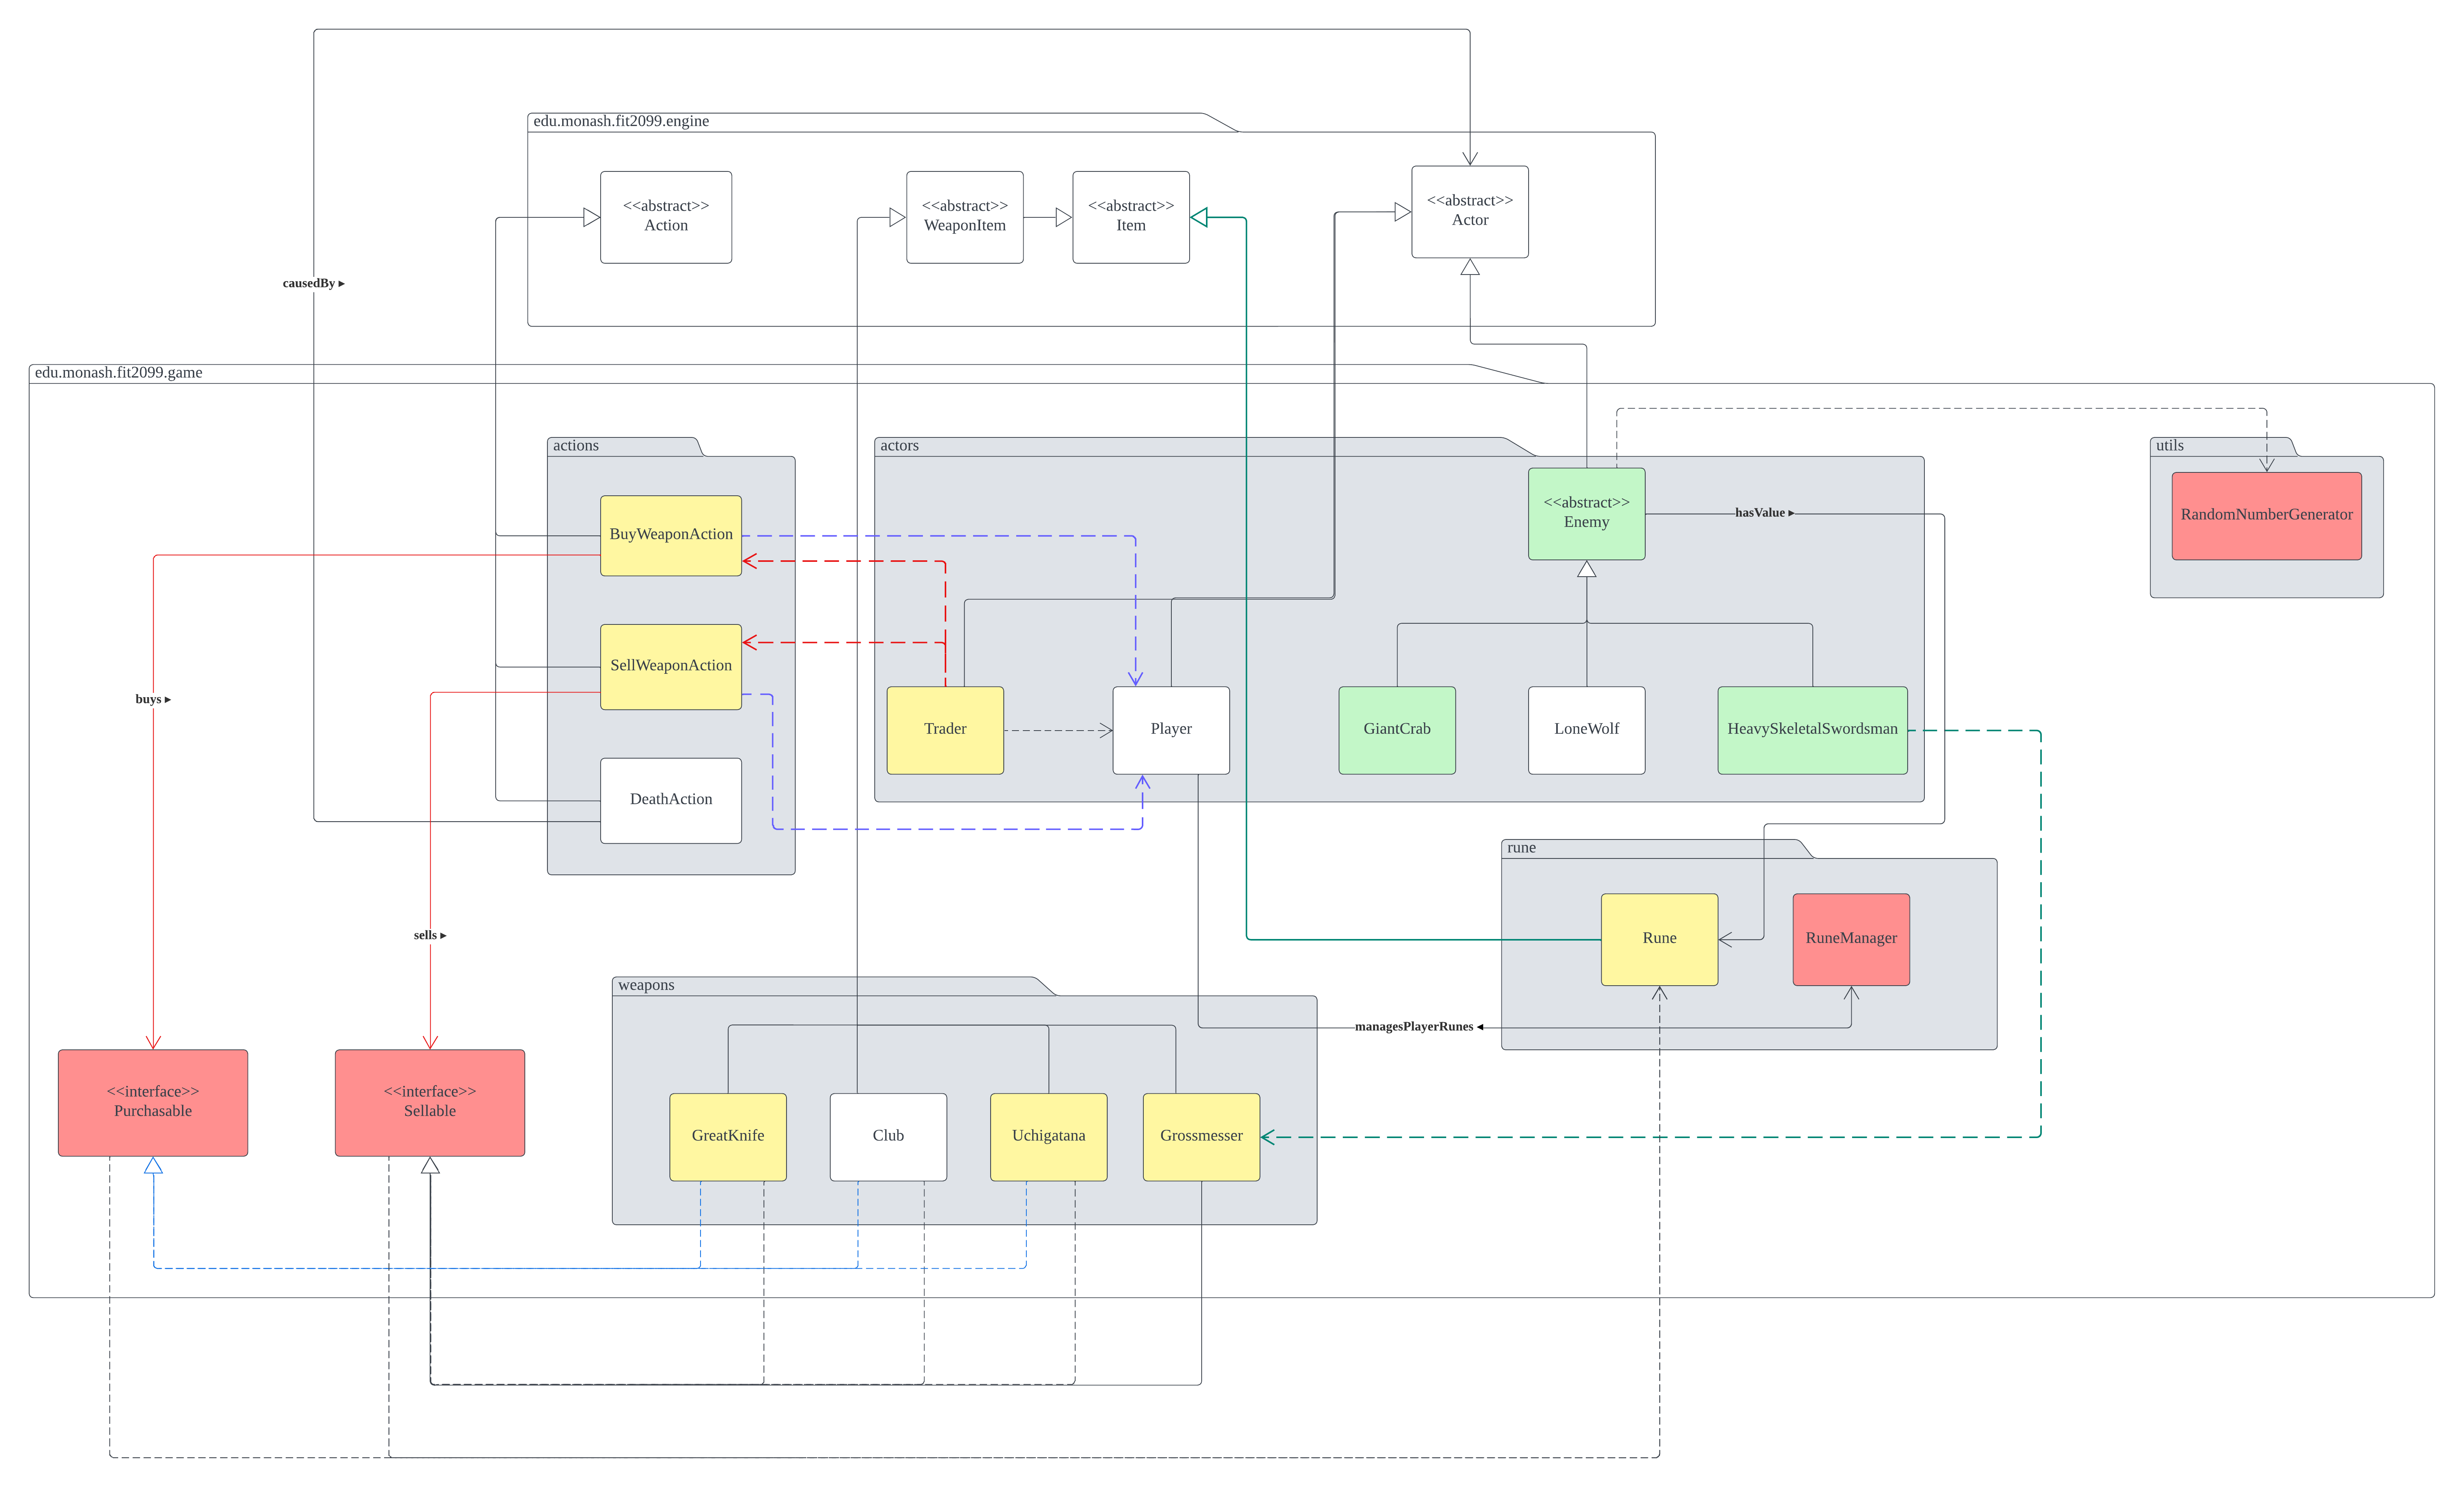 edu.monash.fit2099.engine
<<abstract>>
Action
<<abstract>>
WeaponItem
<<abstract>>
Item
<<abstract>>
Actor
causedBy ▶
edu.monash.fit2099.game
actions
BuyWeaponAction
SellWeaponAction
DeathAction
actors
<<abstract>>
Enemy
hasValue ▶
Trader
Player
GiantCrab
LoneWolf
HeavySkeletalSwordsman
utils
RandomNumberGenerator
buys ▶
sells ▶
rune
Rune
RuneManager
managesPlayerRunes ◀
weapons
GreatKnife
Club
Uchigatana
Grossmesser
<<interface>>
Purchasable
<<interface>>
Sellable